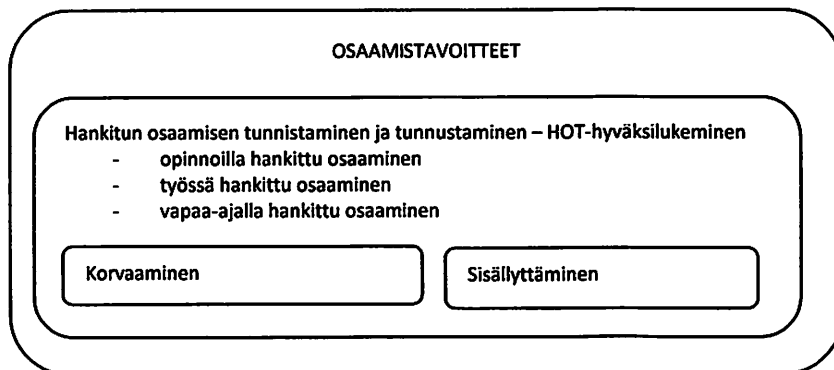 OSAAMISTAVOITTEET
Hankitun osaamisen tunnistaminen ja tunnustaminen – HOT-hyväksilukeminen
- opinnoilla hankittu osaaminen
- työssä hankittu osaaminen
- vapaa-ajalla hankittu osaaminen
Korvaaminen
Sisällyttäminen